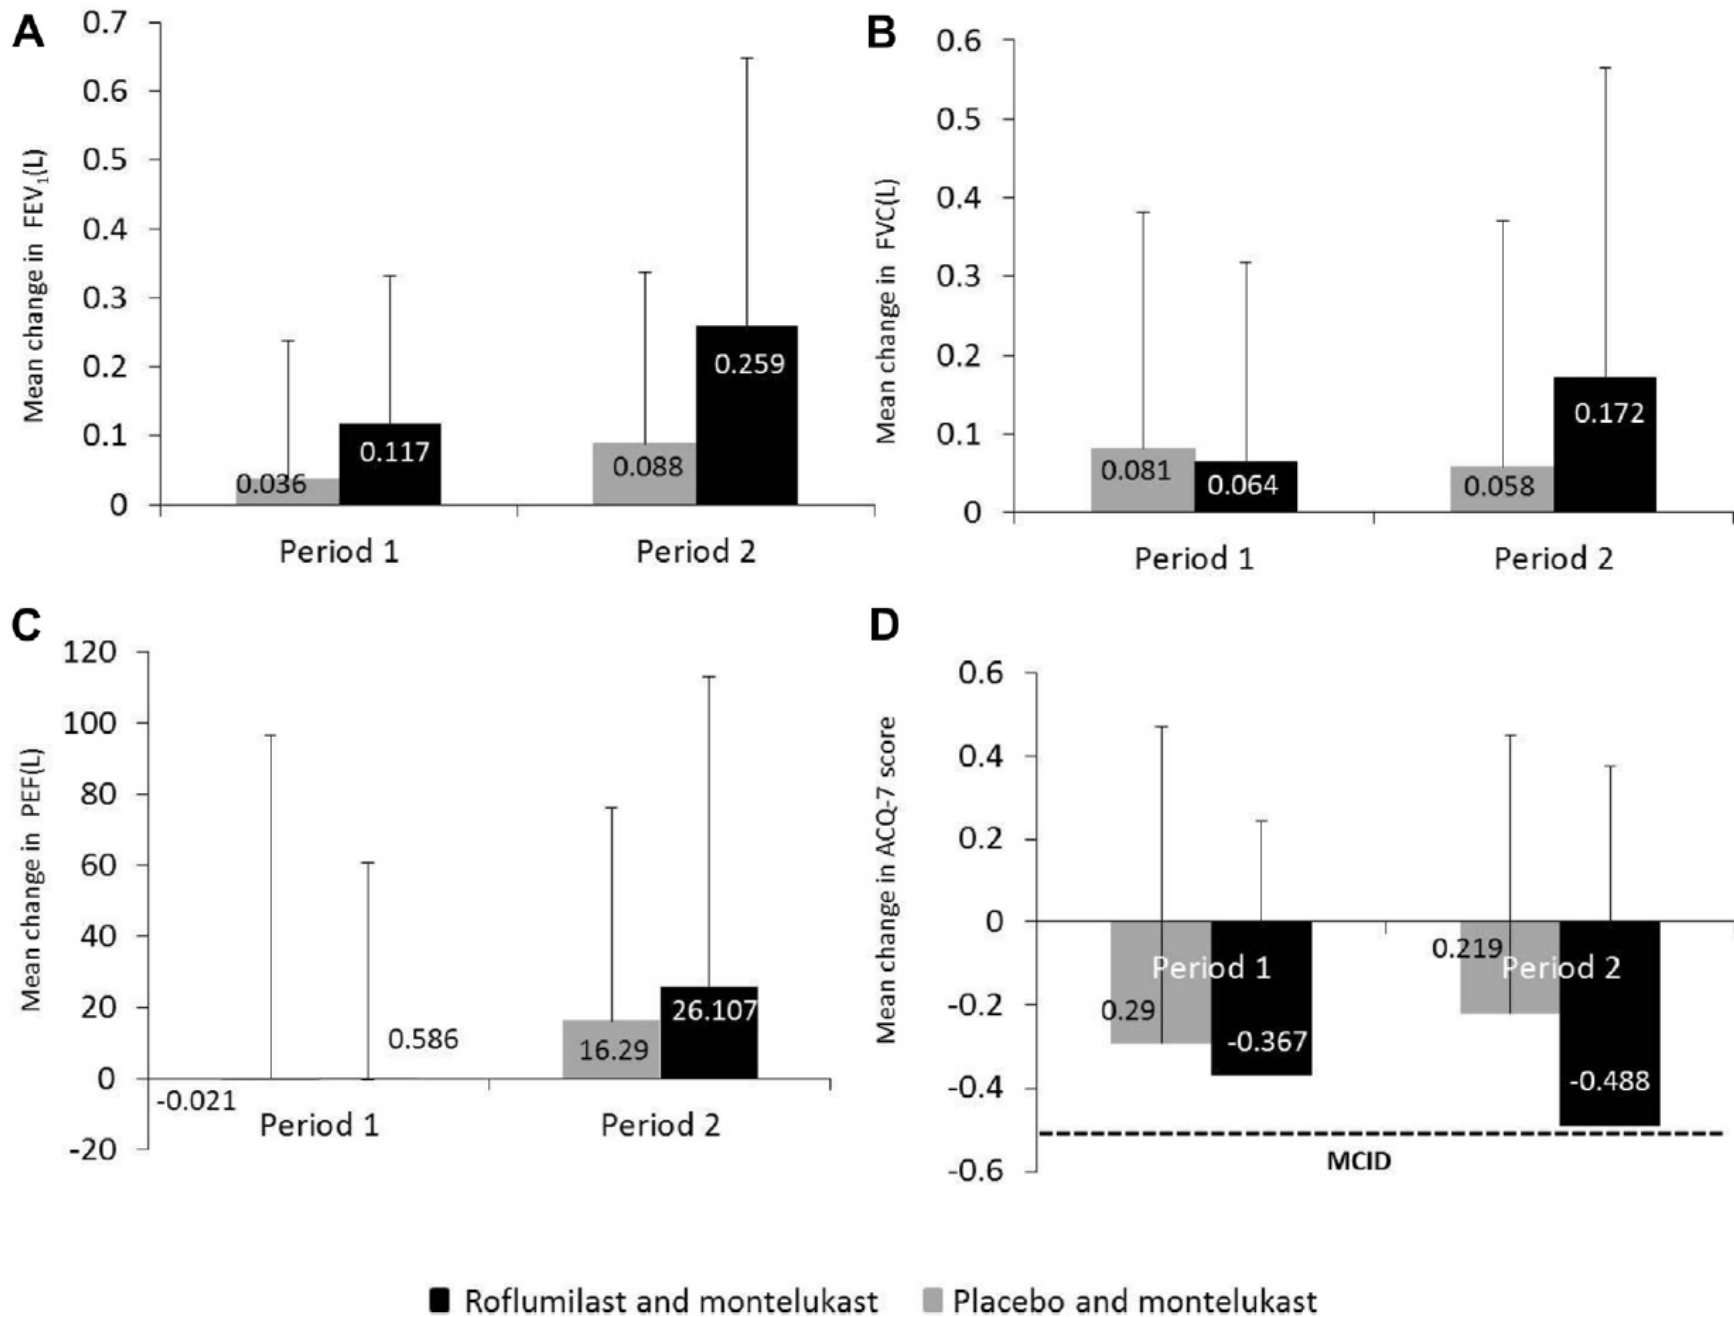 A
Mean change in FEV₁(L)
0.7
0.6
0.5
0.4
0.3
0.2
0.1
0
0.036
0.117
0.088
0.259
Period 1
Period 2
B
Mean change in FVC(L)
0.6
0.5
0.4
0.3
0.2
0.1
0
0.081
0.064
0.058
0.172
Period 1
Period 2
C
Mean change in PEF(L)
120
100
80
60
40
20
0
-20
-0.021
0.586
16.29
26.107
Period 1
Period 2
D
Mean change in ACQ-7 score
0.6
0.4
0.2
0
-0.2
-0.4
-0.6
0.29
-0.367
0.219
-0.488
Period 1
Period 2
MCID
Roflumilast and montelukast
Placebo and montelukast